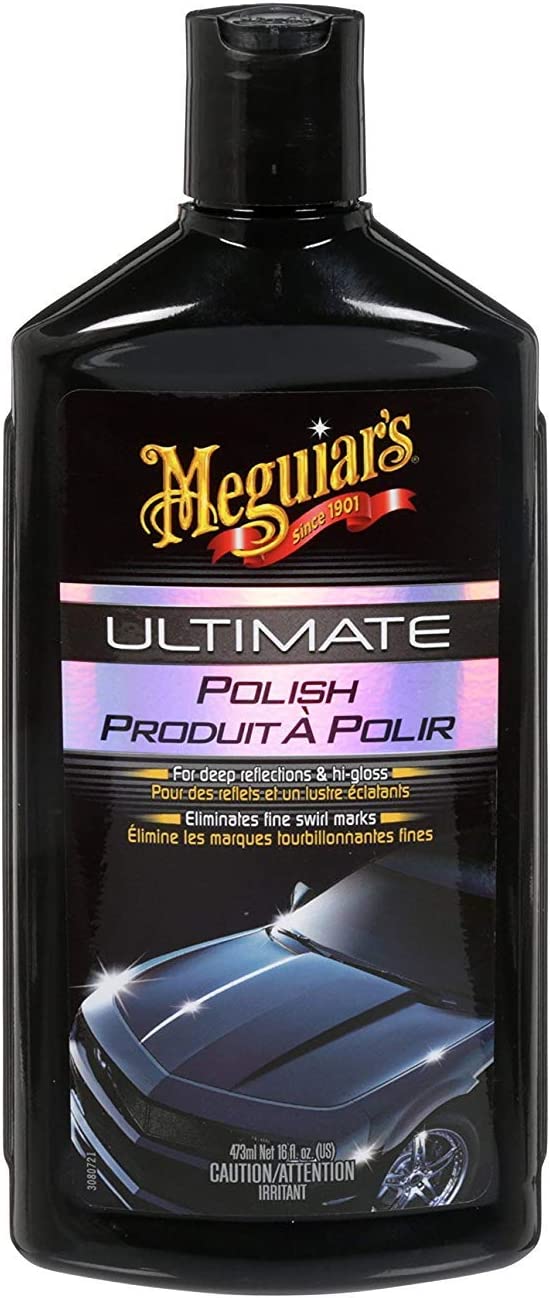 Meguiar's®
Since 1901
ULTIMATE
POLISH
PRODUIT À POLIR
For deep reflections & hi-gloss
Pour des reflets et un lustre éclatants
Eliminates fine swirl marks
Élimine les marques tourbillonnantes fines
473ml Net 16 fl. oz. (US)
CAUTION/ATTENTION
IRRITANT
3080721